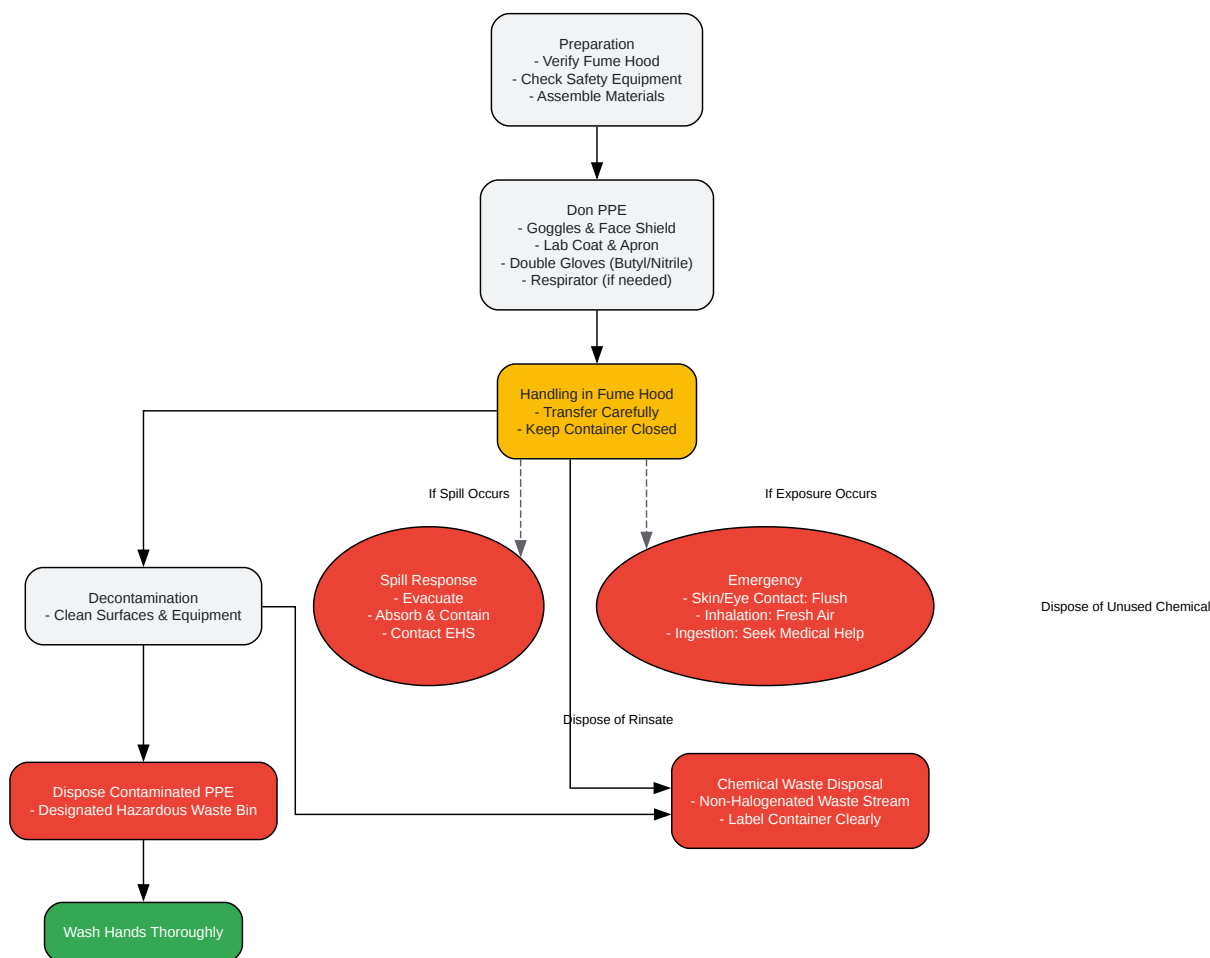 Preparation
- Verify Fume Hood
- Check Safety Equipment
- Assemble Materials
Don PPE
- Goggles & Face Shield
- Lab Coat & Apron
- Double Gloves (Butyl/Nitrile)
- Respirator (if needed)
Handling in Fume Hood
- Transfer Carefully
- Keep Container Closed
If Spill Occurs
If Exposure Occurs
Decontamination
- Clean Surfaces & Equipment
Spill Response
- Evacuate
- Absorb & Contain
- Contact EHS
Emergency
- Skin/Eye Contact: Flush
- Inhalation: Fresh Air
- Ingestion: Seek Medical Help
Dispose of Unused Chemical
Dispose of Rinsate
Dispose Contaminated PPE
- Designated Hazardous Waste Bin
Chemical Waste Disposal
- Non-Halogenated Waste Stream
- Label Container Clearly
Wash Hands Thoroughly